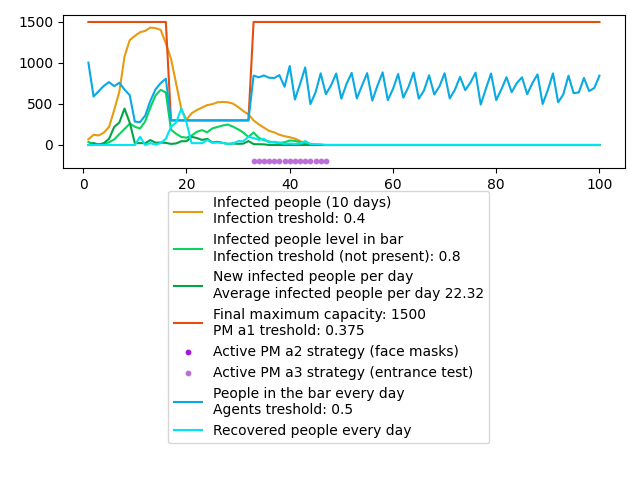 1500
1000
500
0
0 20 40 60 80 100
Infected people (10 days)
Infection treshold: 0.4
Infected people level in bar
Infection treshold (not present): 0.8
New infected people per day
Average infected people per day 22.32
Final maximum capacity: 1500
PM a1 treshold: 0.375
Active PM a2 strategy (face masks)
Active PM a3 strategy (entrance test)
People in the bar every day
Agents treshold: 0.5
Recovered people every day